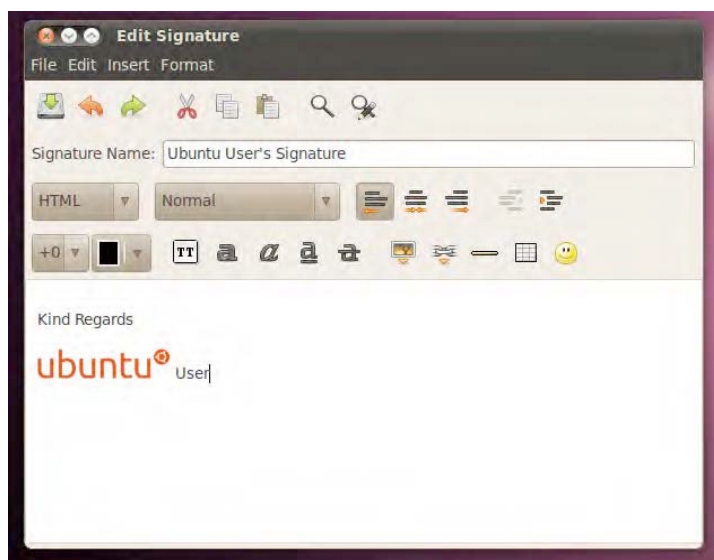 Edit Signature
File Edit Insert Format
Signature Name: Ubuntu User's Signature
HTML Normal
+0 TT a a a a
Kind Regards
ubuntu User